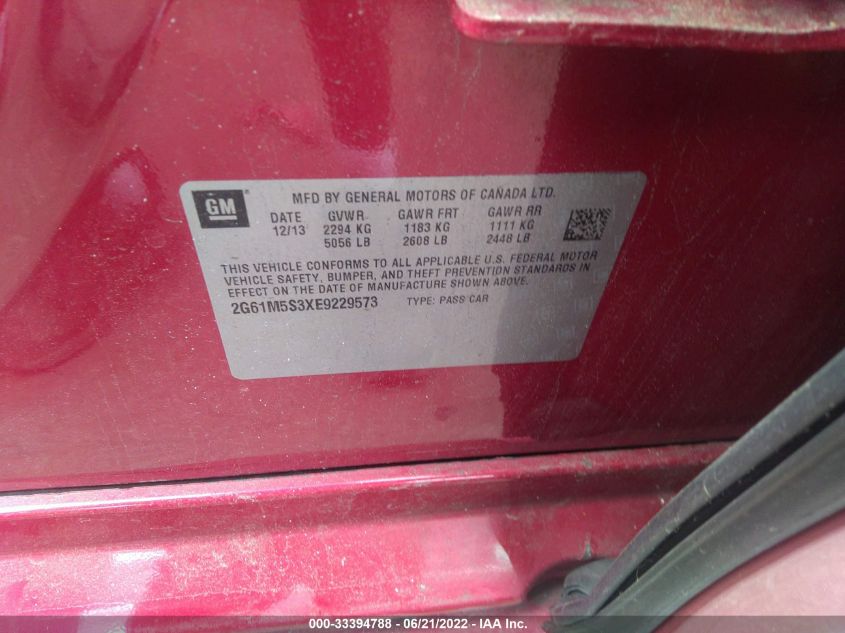 GM
MFD BY GENERAL MOTORS OF CANADA LTD.
DATE GVWR GAWR FRT GAWR RR
12/13 2294 KG 1183 KG 1111 KG
5056 LB 2608 LB 2448 LB
THIS VEHICLE CONFORMS TO ALL APPLICABLE U.S. FEDERAL MOTOR
VEHICLE SAFETY, BUMPER, AND THEFT PREVENTION STANDARDS IN
EFFECT ON THE DATE OF MANUFACTURE SHOWN ABOVE.
2G61M5S3XE9229573 TYPE: PASS CAR
000-33394788 - 06/21/2022 - IAA Inc.